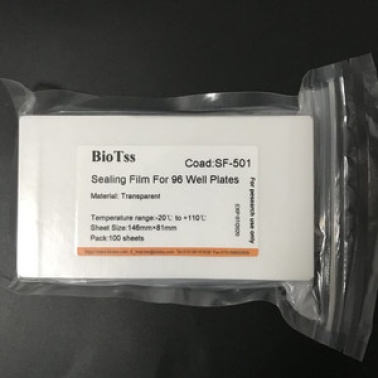 BioTss
Coad:SF-501
Sealing Film For 96 Well Plates
Material: Transparent
Temperature range:-20℃ to +110℃
Sheet Size:146mm×81mm
Pack:100 sheets
For research use only